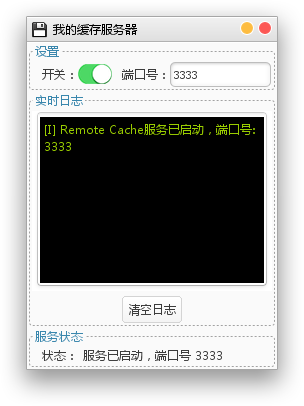 我的缓存服务器
设置
开关： 端口号： 3333
实时日志
[I] Remote Cache服务已启动，端口号:
3333
清空日志
服务状态
状态： 服务已启动，端口号 3333